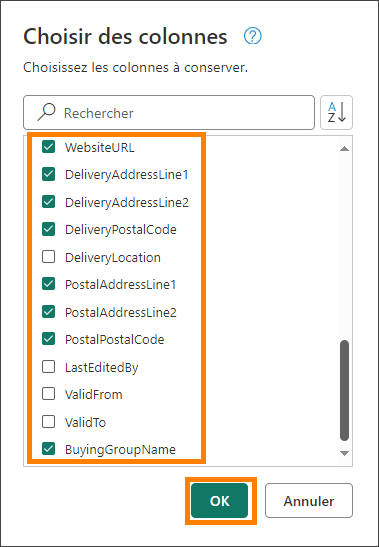 Choisir des colonnes
Choisissez les colonnes à conserver.
Rechercher
A
Z
WebsiteURL
DeliveryAddressLine1
DeliveryAddressLine2
DeliveryPostalCode
DeliveryLocation
PostalAddressLine1
PostalAddressLine2
PostalPostalCode
LastEditedBy
ValidFrom
ValidTo
BuyingGroupName
OK Annuler